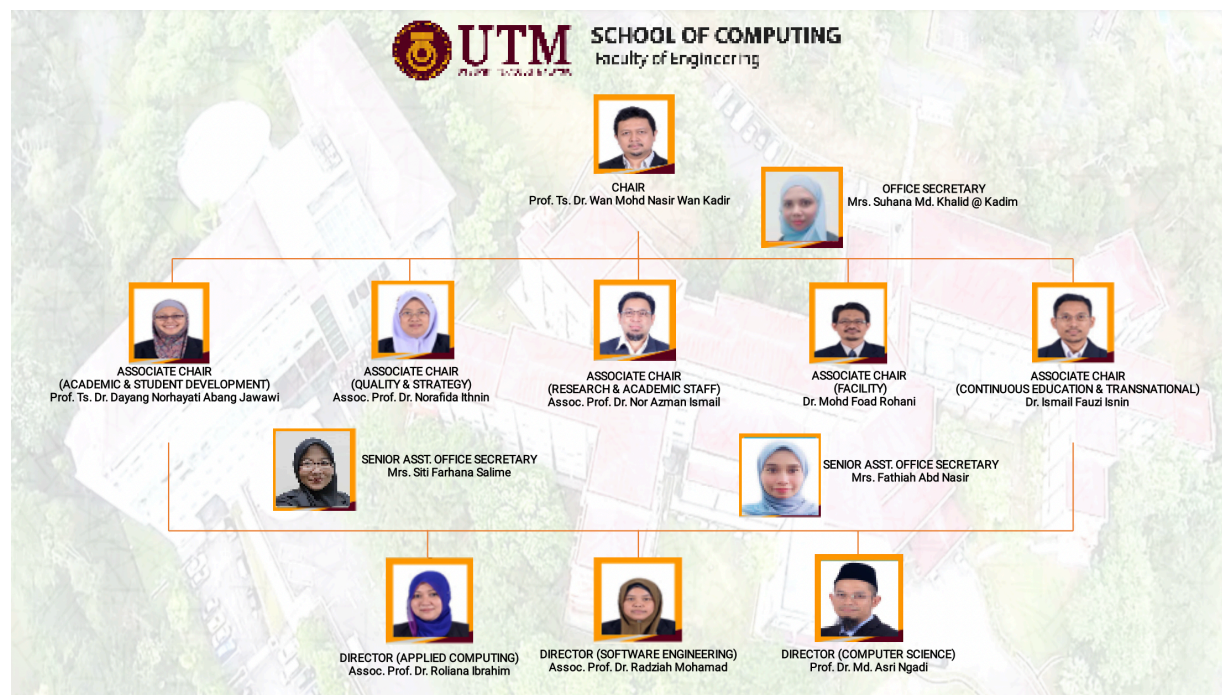 UTM
SCHOOL OF COMPUTING
Faculty of Engineering
CHAIR
Prof. Ts. Dr. Wan Mohd Nasir Wan Kadir
OFFICE SECRETARY
Mrs. Suhana Md. Khalid @ Kadim
ASSOCIATE CHAIR
(ACADEMIC & STUDENT DEVELOPMENT)
Prof. Ts. Dr. Dayang Norhayati Abang Jawawi
ASSOCIATE CHAIR
(QUALITY & STRATEGY)
Assoc. Prof. Dr. Norafida Ithnin
ASSOCIATE CHAIR
(RESEARCH & ACADEMIC STAFF)
Assoc. Prof. Dr. Nor Azman Ismail
ASSOCIATE CHAIR
(FACILITY)
Dr. Mohd Foad Rohani
ASSOCIATE CHAIR
(CONTINUOUS EDUCATION & TRANSNATIONAL)
Dr. Ismail Fauzi Isnin
SENIOR ASST. OFFICE SECRETARY
Mrs. Siti Farhana Salime
SENIOR ASST. OFFICE SECRETARY
Mrs. Fathiah Abd Nasir
DIRECTOR (APPLIED COMPUTING)
Assoc. Prof. Dr. Roliana Ibrahim
DIRECTOR (SOFTWARE ENGINEERING)
Assoc. Prof. Dr. Radziah Mohamad
DIRECTOR (COMPUTER SCIENCE)
Prof. Dr. Md. Asri Ngadi